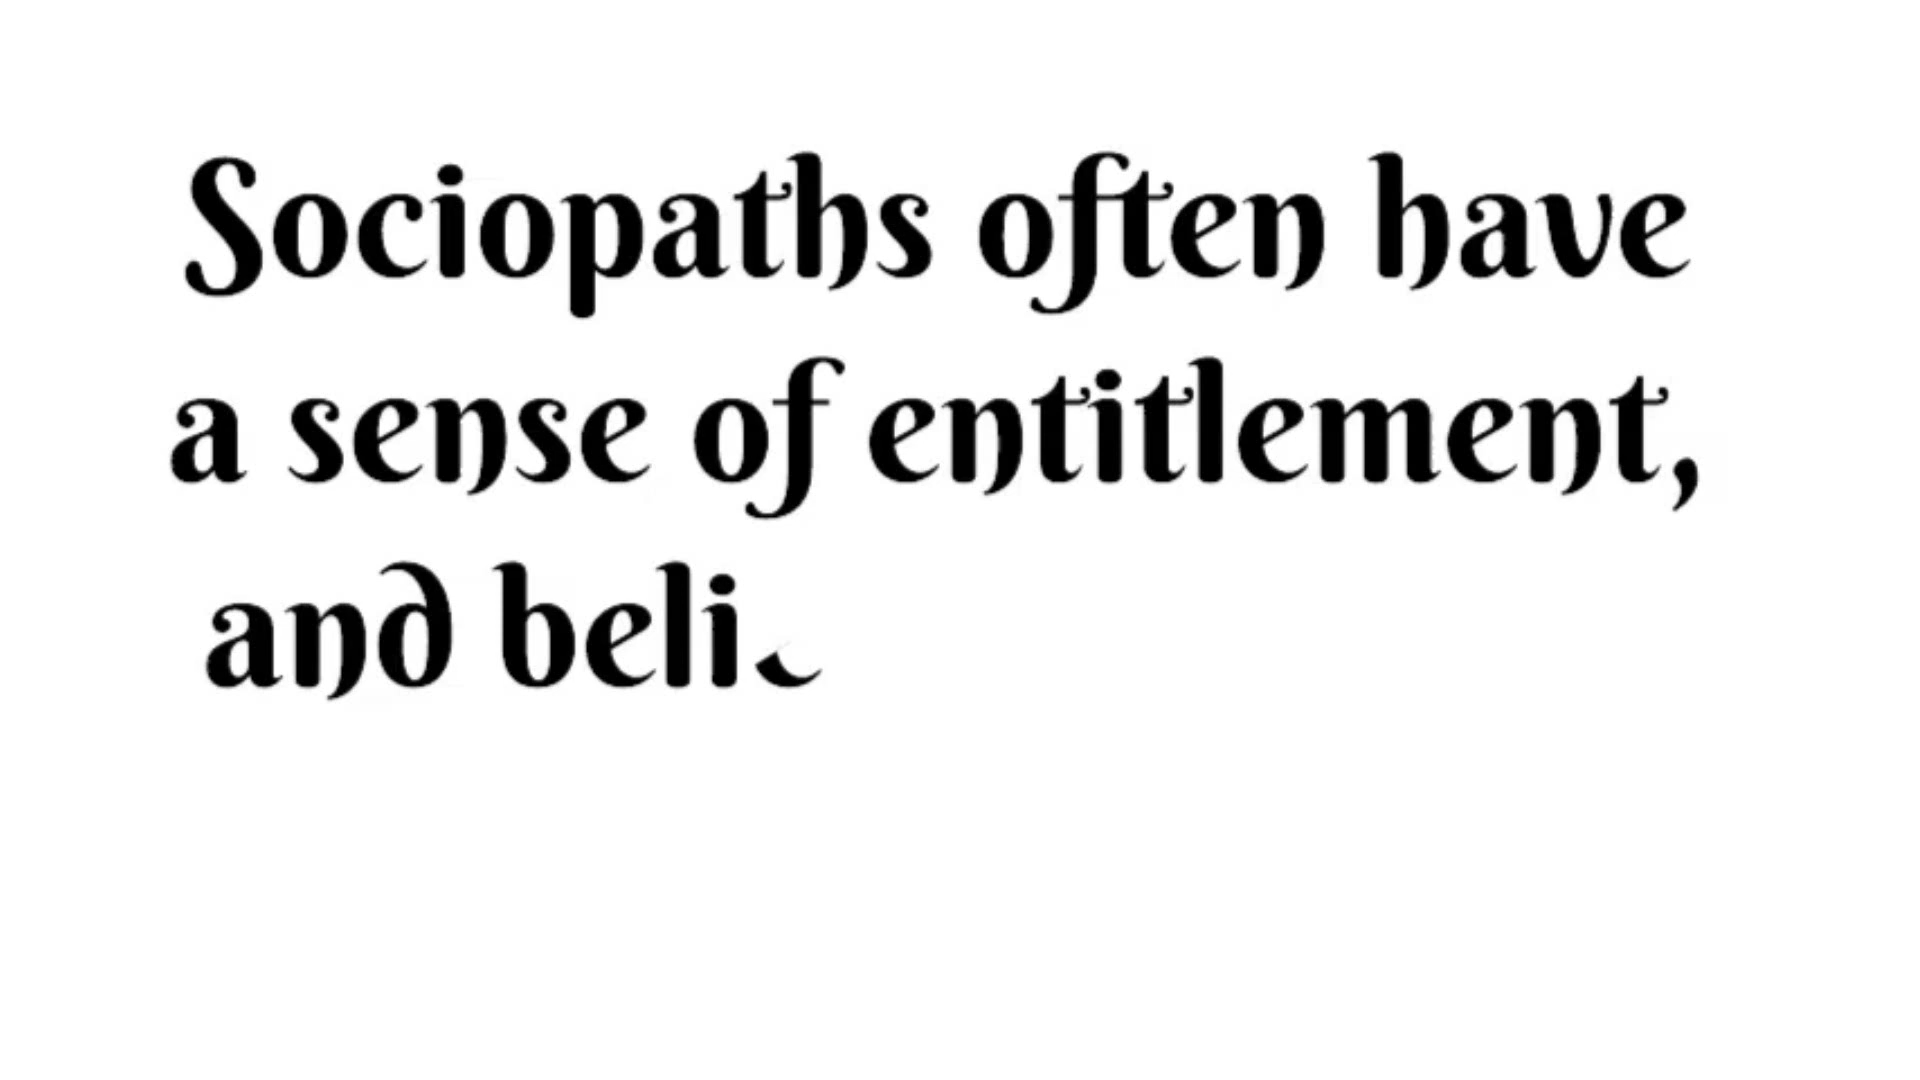 Sociopaths often have
a sense of entitlement,
and beli